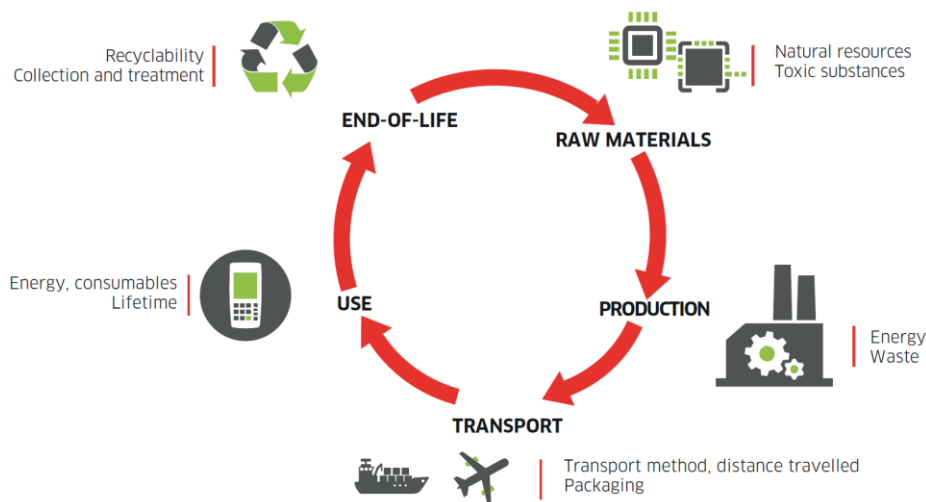 Recyclability
Collection and treatment
Natural resources
Toxic substances
END-OF-LIFE
RAW MATERIALS
Energy, consumables
Lifetime
USE
PRODUCTION
Energy
Waste
TRANSPORT
Transport method, distance travelled
Packaging